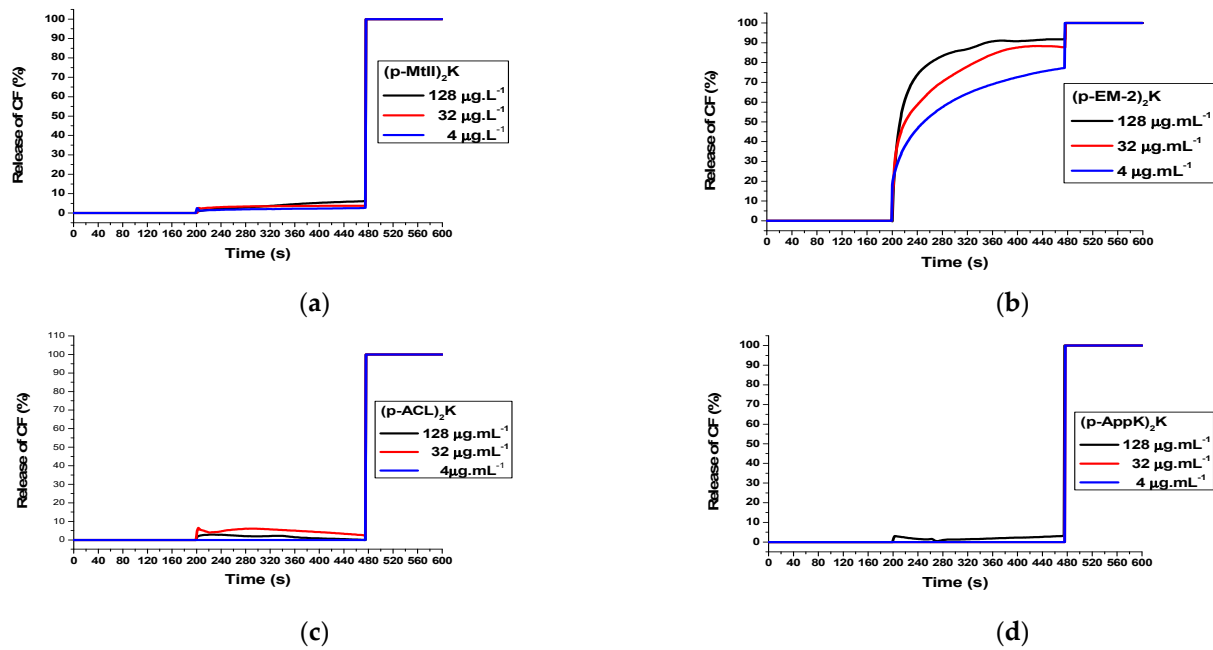 Release of CF (%)
100
90
80
70
60
50
40
30
20
10
0
(p-MtII)2K
128 µg.L-1
32 µg.L-1
4 µg.L-1
0 40 80 120 160 200 240 280 320 360 400 440 480 520 560 600
Time (s)
(a)
Release of CF (%)
100
90
80
70
60
50
40
30
20
10
0
(p-EM-2)2K
128 µg.mL-1
32 µg.mL-1
4 µg.mL-1
0 40 80 120 160 200 240 280 320 360 400 440 480 520 560 600
Time (s)
(b)
Release of CF (%)
110
100
90
80
70
60
50
40
30
20
10
0
(p-ACL)2K
128 µg.mL-1
32 µg.mL-1
4µg.mL-1
0 40 80 120 160 200 240 280 320 360 400 440 480 520 560 600
Time (s)
(c)
Release of CF (%)
100
90
80
70
60
50
40
30
20
10
0
(p-AppK)2K
128 µg.mL-1
32 µg.mL-1
4 µg.mL-1
0 40 80 120 160 200 240 280 320 360 400 440 480 520 560 600
Time (s)
(d)